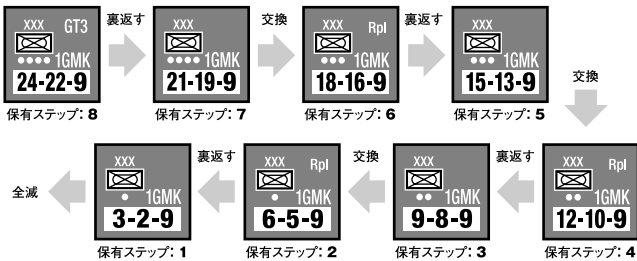 裏返す
交換
裏返す
XXX GT3
1GMK
24-22-9
XXX
1GMK
21-19-9
XXX Rpl
1GMK
18-16-9
XXX
1GMK
15-13-9
保有ステップ: 8
保有ステップ: 7
保有ステップ: 6
保有ステップ: 5
交換
裏返す
交換
裏返す
全滅
XXX Rpl
1GMK
12-10-9
XXX
1GMK
9-8-9
XXX Rpl
1GMK
6-5-9
XXX
1GMK
3-2-9
保有ステップ: 4
保有ステップ: 3
保有ステップ: 2
保有ステップ: 1